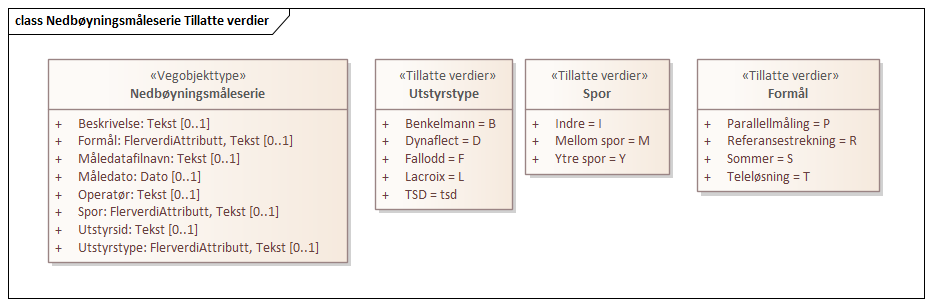 class Nedbøyningsmåleserie Tillatte verdier
«Vegobjekttype»
Nedbøyningsmåleserie
+ Beskrivelse: Tekst [0..1]
+ Formål: FlerverdiAttributt, Tekst [0..1]
+ Måledatafilnavn: Tekst [0..1]
+ Måledato: Dato [0..1]
+ Operatør: Tekst [0..1]
+ Spor: FlerverdiAttributt, Tekst [0..1]
+ Utstyrsid: Tekst [0..1]
+ Utstyrstype: FlerverdiAttributt, Tekst [0..1]
«Tillatte verdier»
Utstyrstype
+ Benkelmann = B
+ Dynaflect = D
+ Fallodd = F
+ Lacroix = L
+ TSD = tsd
«Tillatte verdier»
Spor
+ Indre = I
+ Mellom spor = M
+ Ytre spor = Y
«Tillatte verdier»
Formål
+ Parallellmåling = P
+ Referansestrekning = R
+ Sommer = S
+ Teleløsning = T